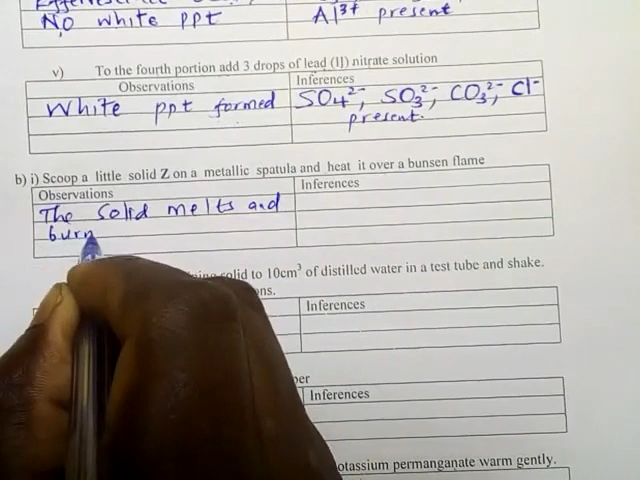 No white ppt
Al3+ present
v) To the fourth portion add 3 drops of lead (II) nitrate solution
Observations
Inferences
White ppt formed
SO4²⁻, SO3²⁻, CO3²⁻, Cl⁻
present.
b) i) Scoop a little solid Z on a metallic spatula and heat it over a bunsen flame
Observations
Inferences
The solid melts and
burn
solid to 10cm³ of distilled water in a test tube and shake.
Inferences
Inferences
potassium permanganate warm gently.